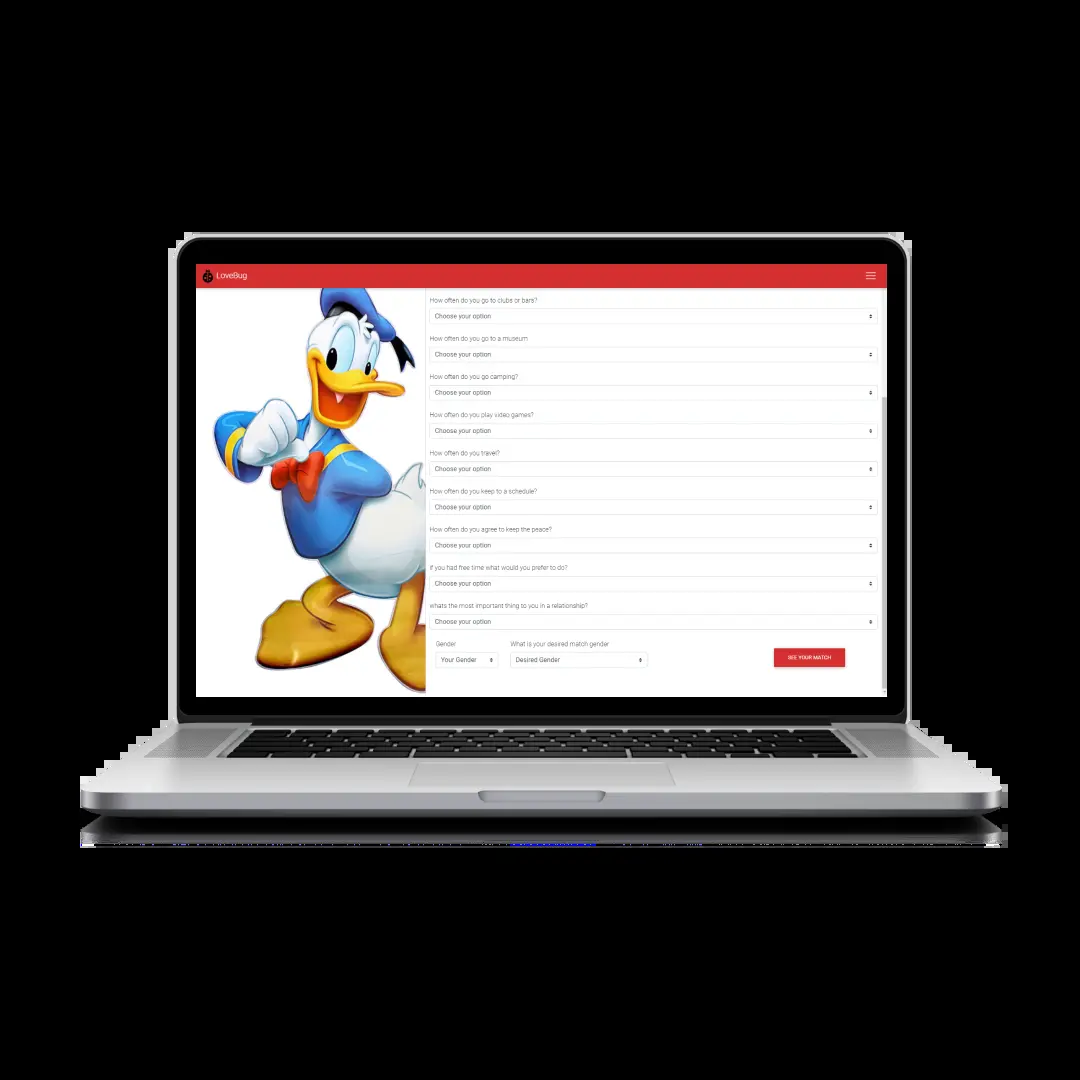 LoveBug
How often do you go to clubs or bars?
Choose your option
How often do you go to a museum
Choose your option
How often do you go camping?
Choose your option
How often do you play video games?
Choose your option
How often do you travel?
Choose your option
How often do you keep to a schedule?
Choose your option
How often do you agree to keep the peace?
Choose your option
If you had free time what would you prefer to do?
Choose your option
whats the most important thing to you in a relationship?
Choose your option
Gender What is your desired match gender
Your Gender Desired Gender SEE YOUR MATCH